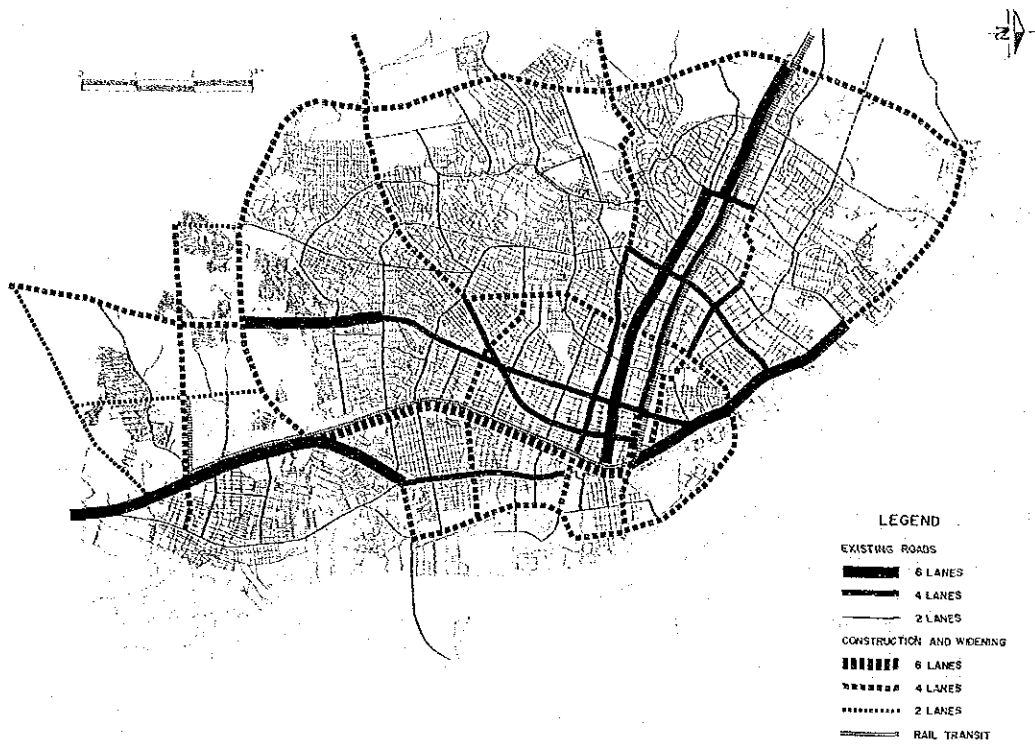 N
LEGEND
EXISTING ROADS
6 LANES
4 LANES
2 LANES
CONSTRUCTION AND WIDENING
6 LANES
4 LANES
2 LANES
RAIL TRANSIT